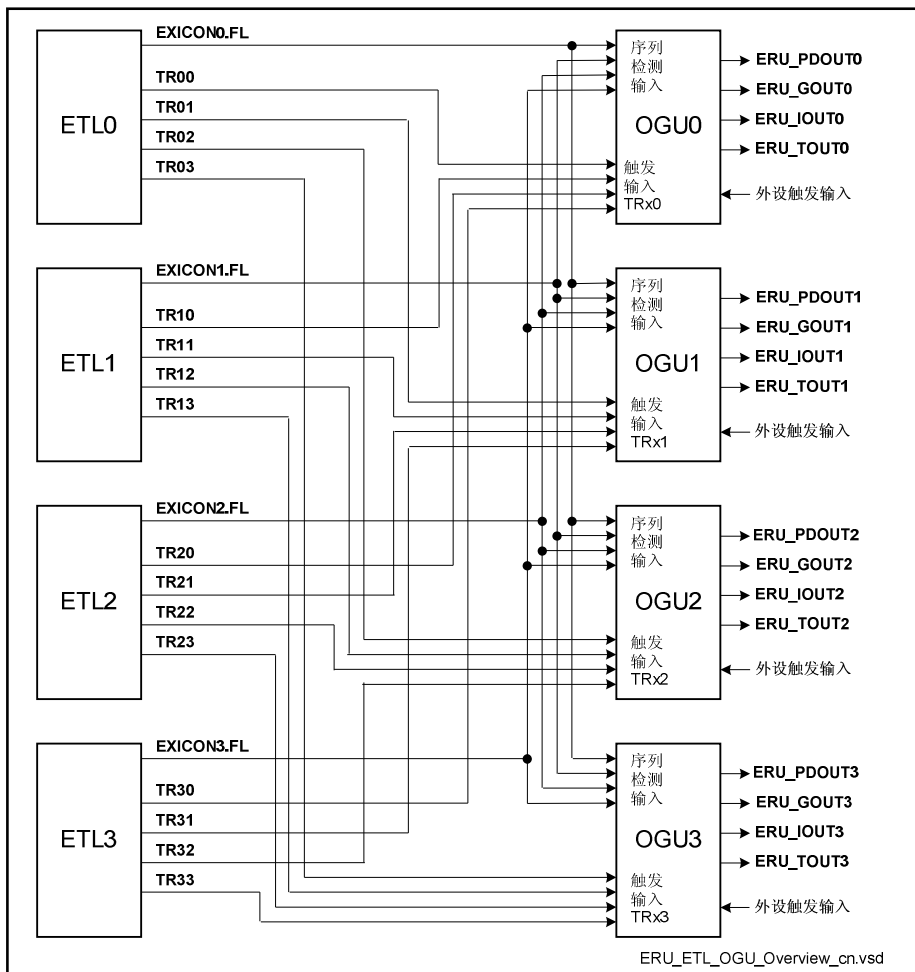 EXICON0.FL
TR00
TR01
TR02
TR03
ETL0
序列
检测
输入
OGU0
触发
输入
TRx0
ERU_PDOUT0
ERU_GOUT0
ERU_IOUT0
ERU_TOUT0
外设触发输入
EXICON1.FL
TR10
TR11
TR12
TR13
ETL1
序列
检测
输入
OGU1
触发
输入
TRx1
ERU_PDOUT1
ERU_GOUT1
ERU_IOUT1
ERU_TOUT1
外设触发输入
EXICON2.FL
TR20
TR21
TR22
TR23
ETL2
序列
检测
输入
OGU2
触发
输入
TRx2
ERU_PDOUT2
ERU_GOUT2
ERU_IOUT2
ERU_TOUT2
外设触发输入
EXICON3.FL
TR30
TR31
TR32
TR33
ETL3
序列
检测
输入
OGU3
触发
输入
TRx3
ERU_PDOUT3
ERU_GOUT3
ERU_IOUT3
ERU_TOUT3
外设触发输入
ERU_ETL_OGU_Overview_cn.vsd